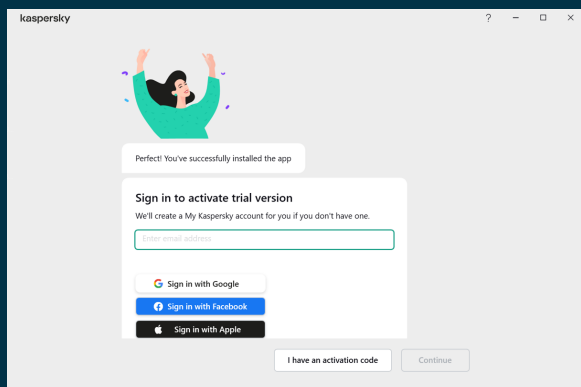 kaspersky
Perfect! You've successfully installed the app
Sign in to activate trial version
We'll create a My Kaspersky account for you if you don't have one.
Enter email address
Sign in with Google
Sign in with Facebook
Sign in with Apple
I have an activation code
Continue